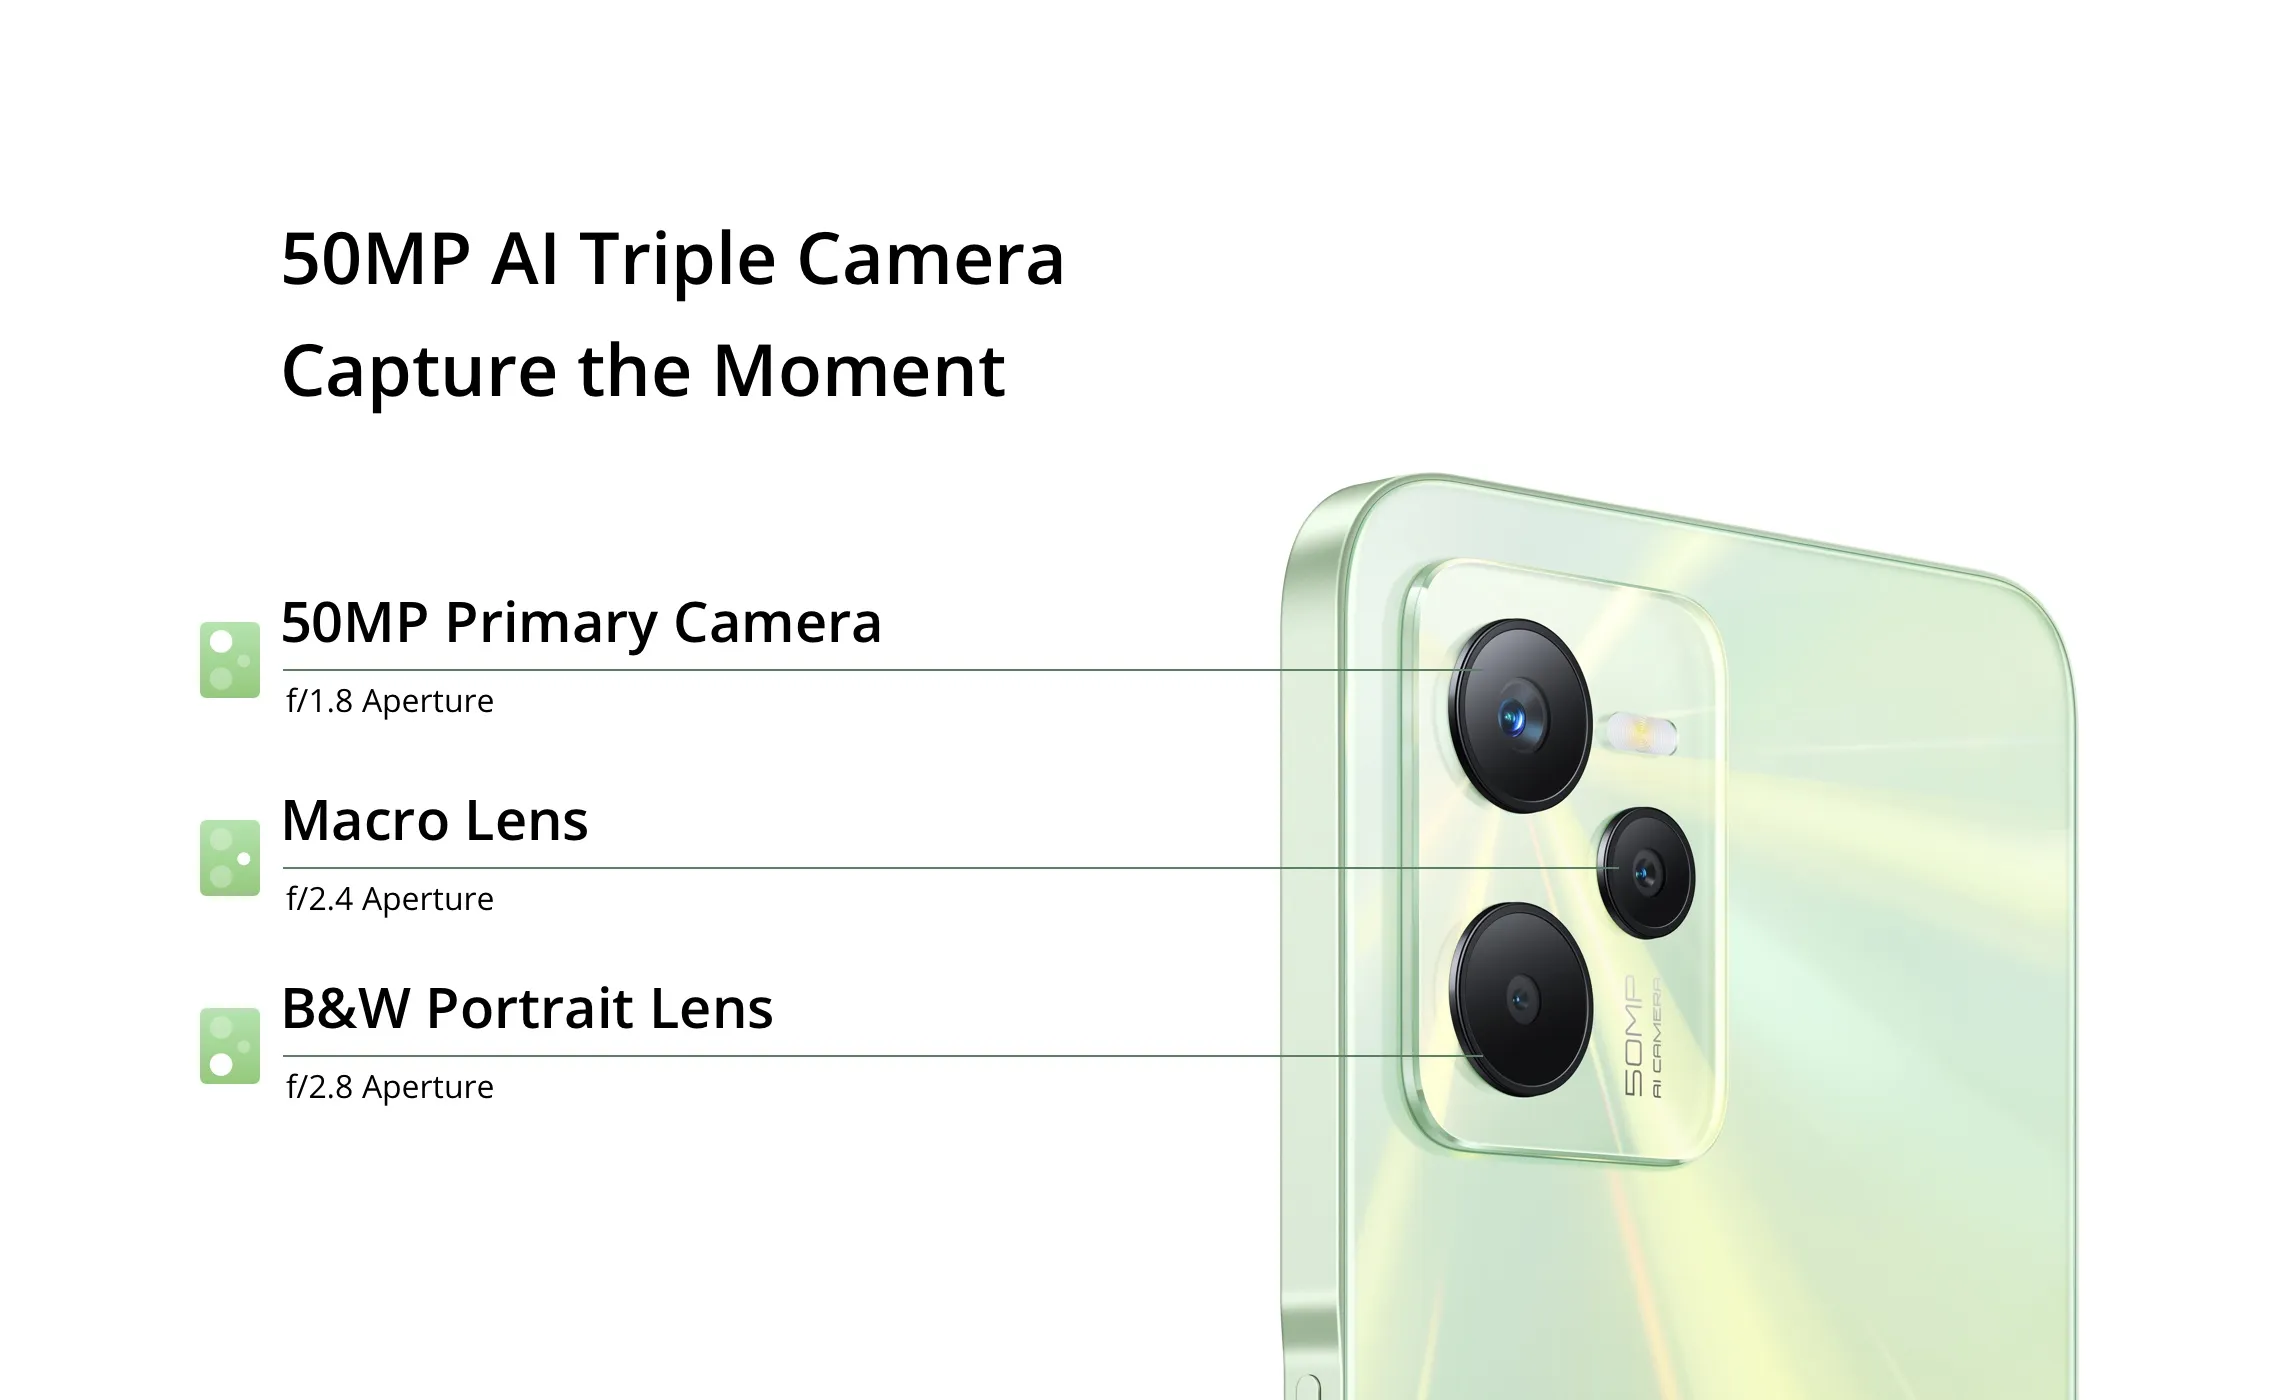 50MP AI Triple Camera
Capture the Moment
50MP Primary Camera
f/1.8 Aperture
Macro Lens
f/2.4 Aperture
B&W Portrait Lens
f/2.8 Aperture
50MP
AI CAMERA